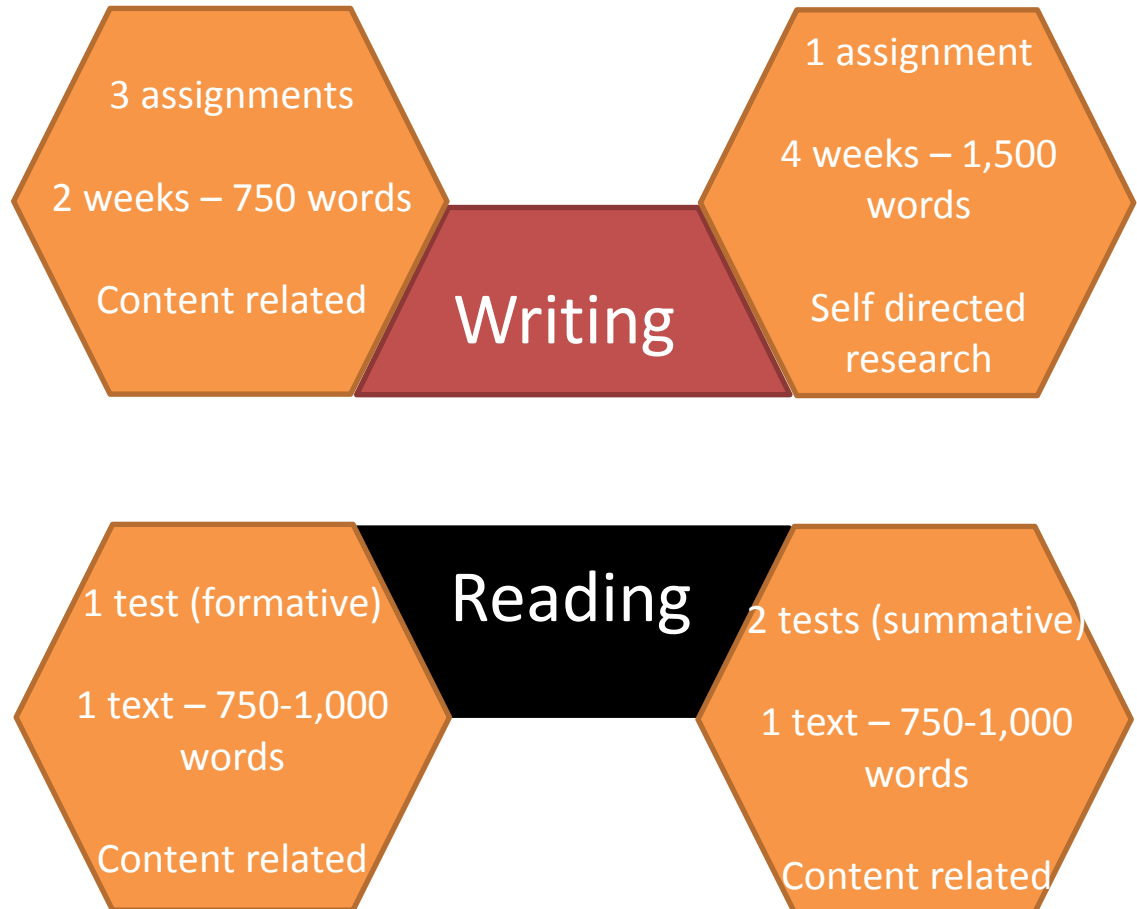 3 assignments
2 weeks – 750 words
Content related
Writing
1 assignment
4 weeks – 1,500
words
Self directed
research
1 test (formative)
1 text – 750-1,000
words
Content related
Reading
2 tests (summative)
1 text – 750-1,000
words
Content related